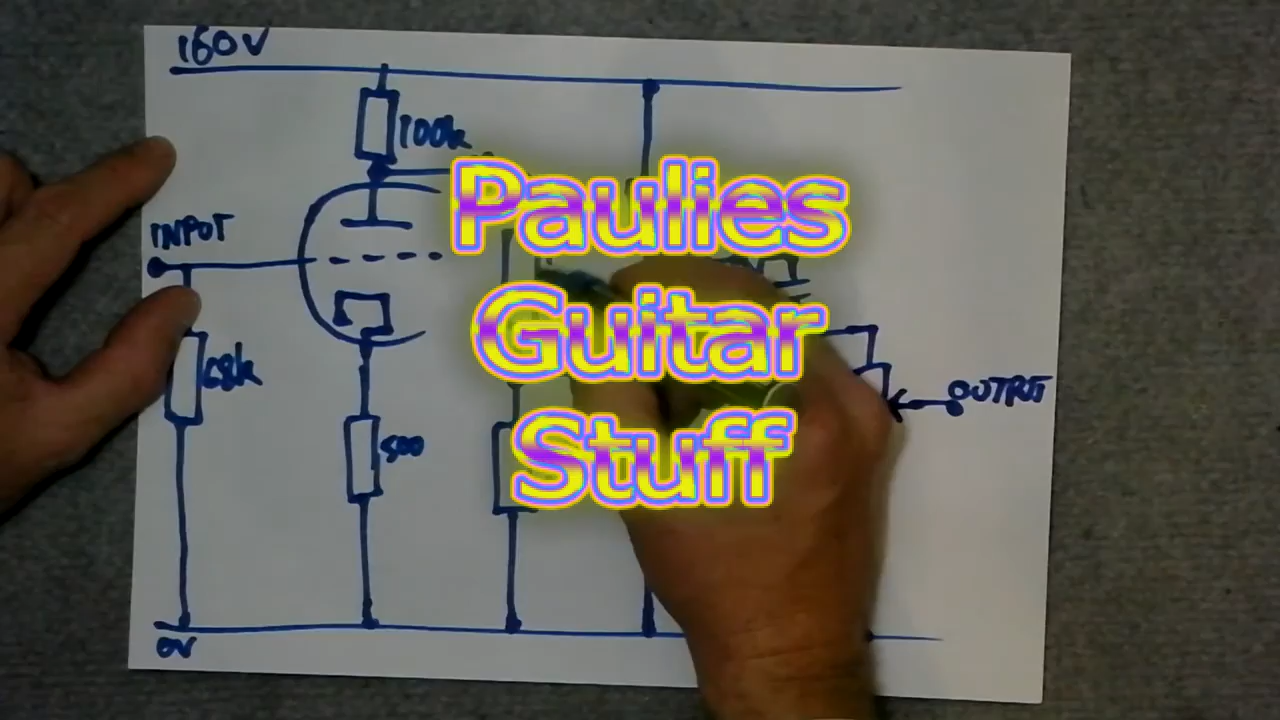 160V
100k
Paulies
INPUT
Guitar
68k
OUTPUT
500
Stuff
0V